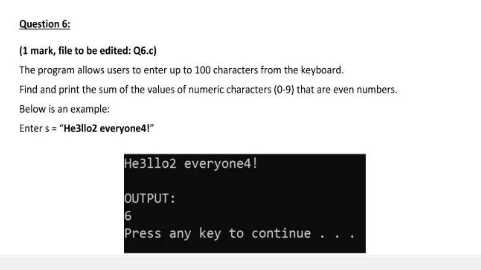 Question 6:
(1 mark, file to be edited: Q6.c)
The program allows users to enter up to 100 characters from the keyboard.
Find and print the sum of the values of numeric characters (0-9) that are even numbers.
Below is an example:
Enter s = "He3llo2 everyone4!"
He3llo2 everyone4!
OUTPUT:
6
Press any key to continue . . .